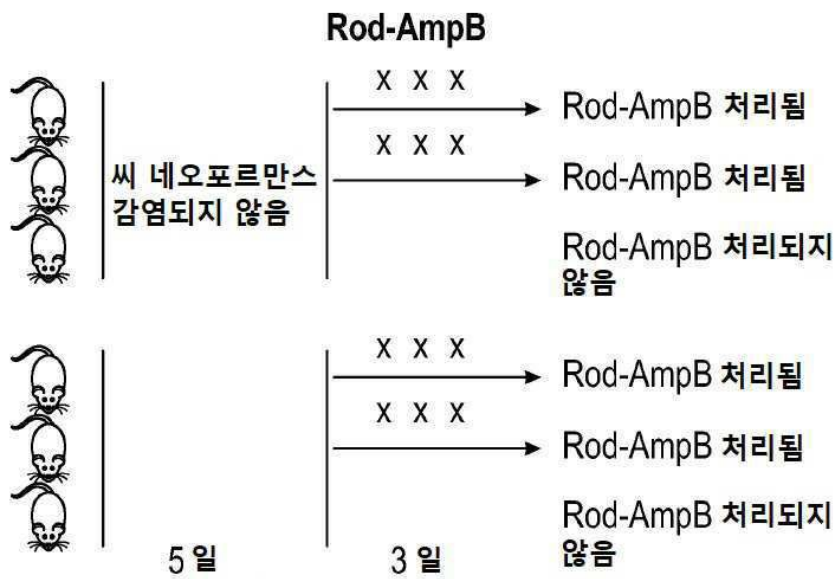 Rod-AmpB
X X X
Rod-AmpB 처리됨
X X X
씨 네오포르만스
감염되지 않음
Rod-AmpB 처리됨
Rod-AmpB 처리되지
않음
X X X
Rod-AmpB 처리됨
X X X
Rod-AmpB 처리됨
Rod-AmpB 처리되지
않음
5 일
3 일